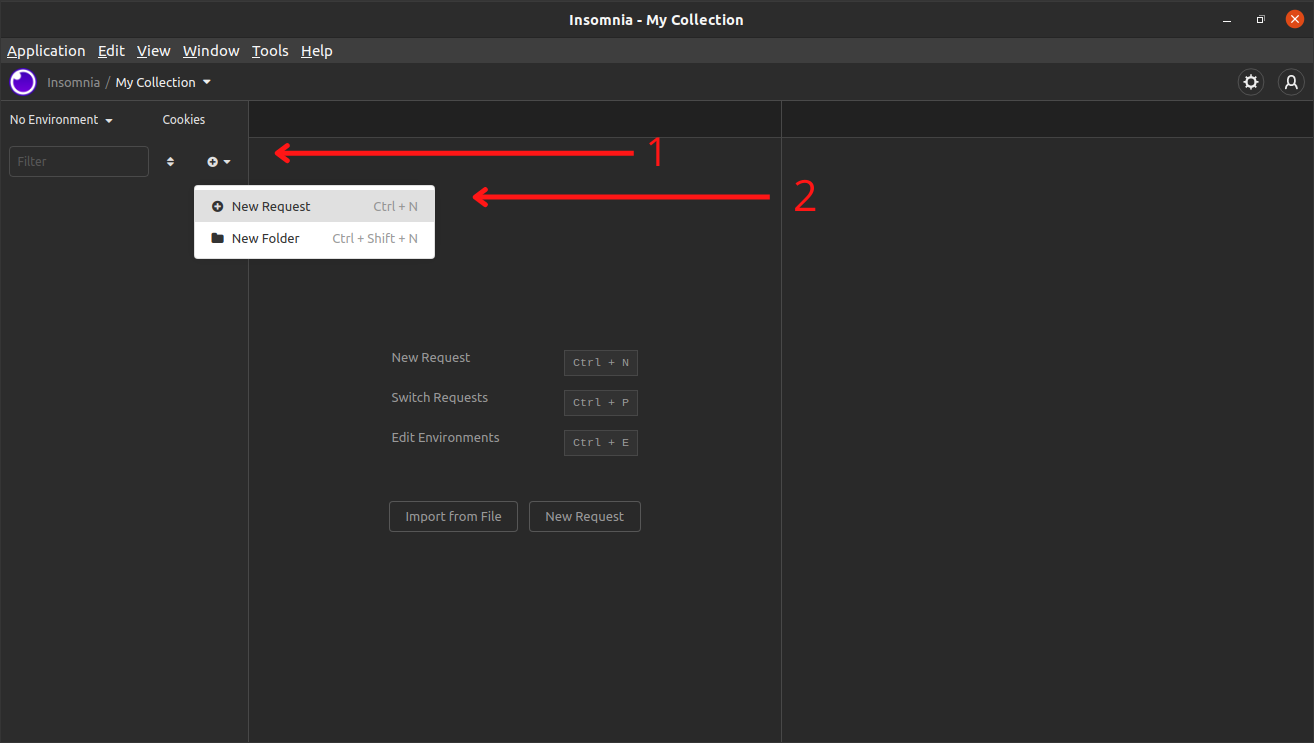 Insomnia - My Collection
Application Edit View Window Tools Help
Insomnia / My Collection
No Environment Cookies
Filter
1
2
New Request Ctrl + N
New Folder Ctrl + Shift + N
New Request Ctrl + N
Switch Requests Ctrl + P
Edit Environments Ctrl + E
Import from File New Request